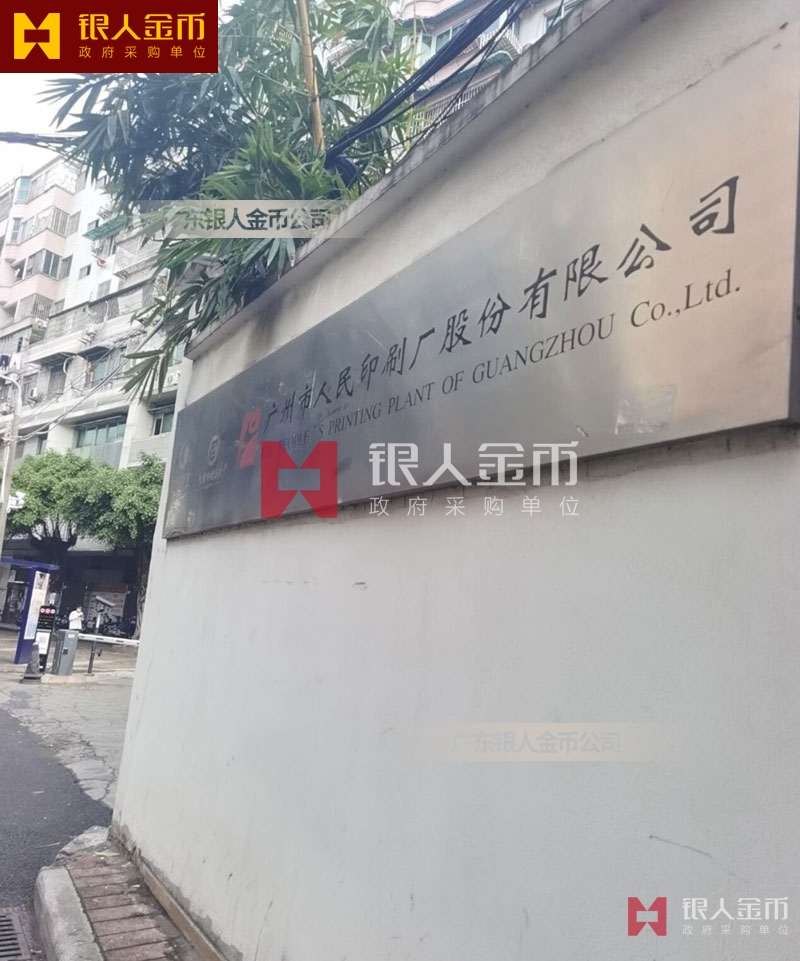 银人金币
政府采购单位
广东银人金币公司
广州市人民印刷厂股份有限公司
PEOPLE'S PRINTING PLANT OF GUANGZHOU Co.,Ltd.
银人金币
政府采购单位
广东银人金币公司
银人金币
政府采购单位